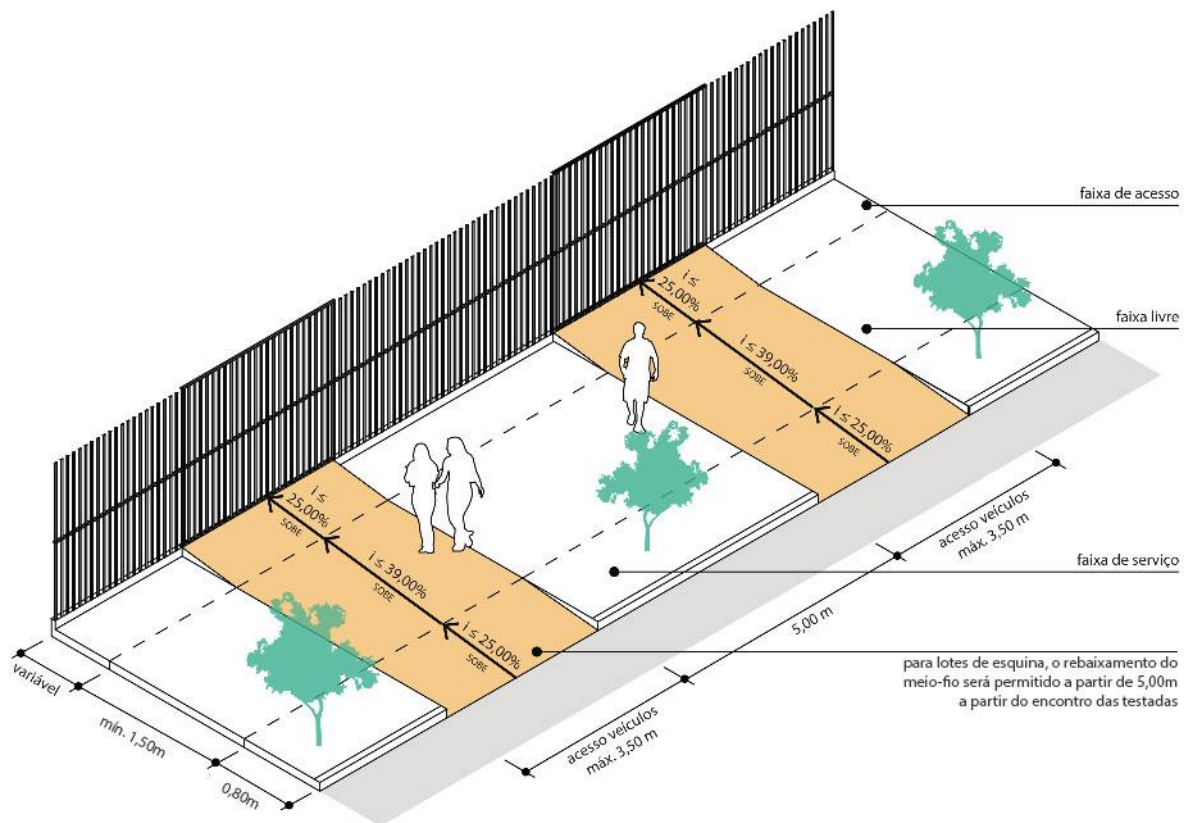 faixa de acesso
faixa livre
i ≤
25,00%
SOBE
i ≤ 39,00%
SOBE
i ≤ 25,00%
SOBE
acesso veículos
máx. 3,50 m
faixa de serviço
i ≤
25,00%
SOBE
i ≤ 39,00%
SOBE
i ≤ 25,00%
SOBE
5,00 m
para lotes de esquina, o rebaixamento do
meio-fio será permitido a partir de 5,00m
a partir do encontro das testadas
variável
mín. 1,50m
0,80m
acesso veículos
máx. 3,50 m